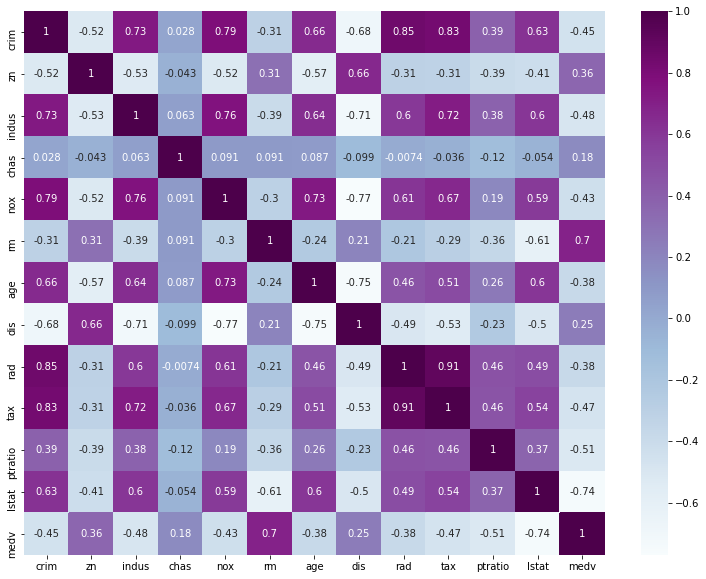 crim 1 -0.52 0.73 0.028 0.79 -0.31 0.66 -0.68 0.85 0.83 0.39 0.63 -0.45
zn -0.52 1 -0.53 -0.043 -0.52 0.31 -0.57 0.66 -0.31 -0.31 -0.39 -0.41 0.36
indus 0.73 -0.53 1 0.063 0.76 -0.39 0.64 -0.71 0.6 0.72 0.38 0.6 -0.48
chas 0.028 -0.043 0.063 1 0.091 0.091 0.087 -0.099 -0.0074 -0.036 -0.12 -0.054 0.18
nox 0.79 -0.52 0.76 0.091 1 -0.3 0.73 -0.77 0.61 0.67 0.19 0.59 -0.43
rm -0.31 0.31 -0.39 0.091 -0.3 1 -0.24 0.21 -0.21 -0.29 -0.36 -0.61 0.7
age 0.66 -0.57 0.64 0.087 0.73 -0.24 1 -0.75 0.46 0.51 0.26 0.6 -0.38
dis -0.68 0.66 -0.71 -0.099 -0.77 0.21 -0.75 1 -0.49 -0.53 -0.23 -0.5 0.25
rad 0.85 -0.31 0.6 -0.0074 0.61 -0.21 0.46 -0.49 1 0.91 0.46 0.49 -0.38
tax 0.83 -0.31 0.72 -0.036 0.67 -0.29 0.51 -0.53 0.91 1 0.46 0.54 -0.47
ptratio 0.39 -0.39 0.38 -0.12 0.19 -0.36 0.26 -0.23 0.46 0.46 1 0.37 -0.51
lstat 0.63 -0.41 0.6 -0.054 0.59 -0.61 0.6 -0.5 0.49 0.54 0.37 1 -0.74
medv -0.45 0.36 -0.48 0.18 -0.43 0.7 -0.38 0.25 -0.38 -0.47 -0.51 -0.74 1
crim zn indus chas nox rm age dis rad tax ptratio lstat medv
1.0
0.8
0.6
0.4
0.2
0.0
−0.2
−0.4
−0.6